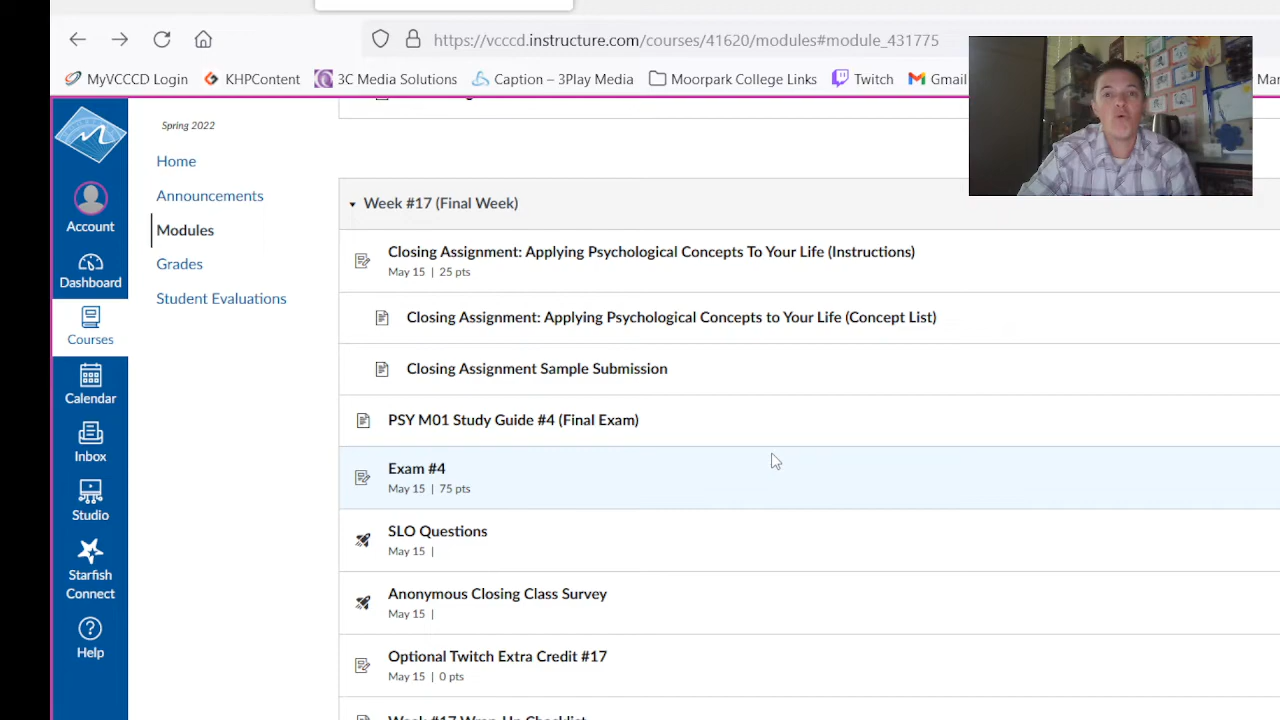 https://vcccd.instructure.com/courses/41620/modules#module_431775
MyVCCCD Login
KHPContent
3C Media Solutions
Caption – 3Play Media
Moorpark College Links
Twitch
Gmail
Spring 2022
Home
Announcements
Modules
Grades
Student Evaluations
Account
Dashboard
Courses
Calendar
Inbox
Studio
Starfish
Connect
Help
Week #17 (Final Week)
Closing Assignment: Applying Psychological Concepts To Your Life (Instructions)
May 15 | 25 pts
Closing Assignment: Applying Psychological Concepts to Your Life (Concept List)
Closing Assignment Sample Submission
PSY M01 Study Guide #4 (Final Exam)
Exam #4
May 15 | 75 pts
SLO Questions
May 15 |
Anonymous Closing Class Survey
May 15 |
Optional Twitch Extra Credit #17
May 15 | 0 pts
Week #17 Wrap-Up Checklist